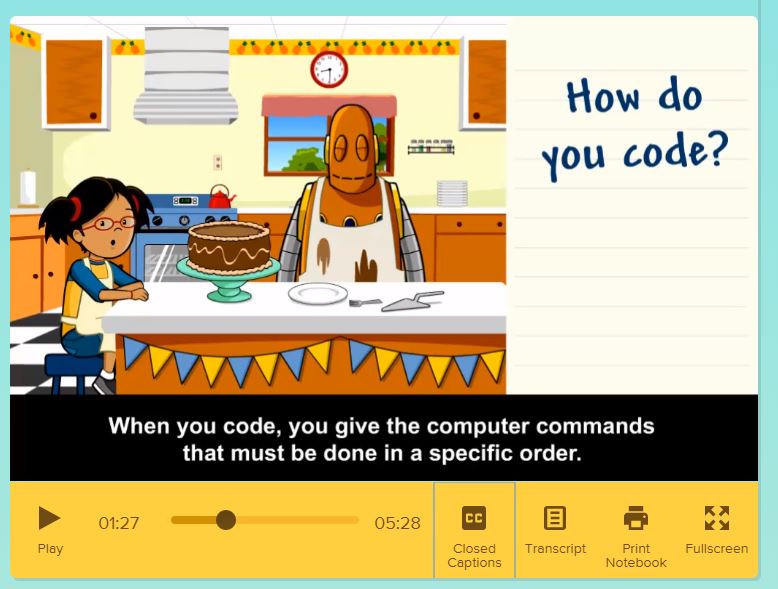 How do
you code?
When you code, you give the computer commands
that must be done in a specific order.
01:27
05:28
CC
Play
Closed
Captions
Transcript
Print
Notebook
Fullscreen